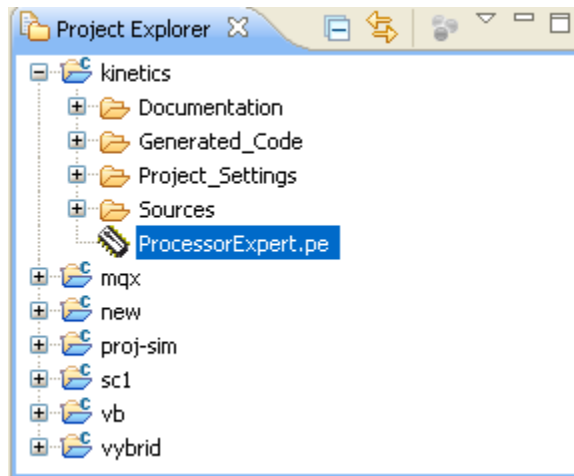 Project Explorer
kinetics
Documentation
Generated_Code
Project_Settings
Sources
ProcessorExpert.pe
mqx
new
proj-sim
sc1
vb
vybrid